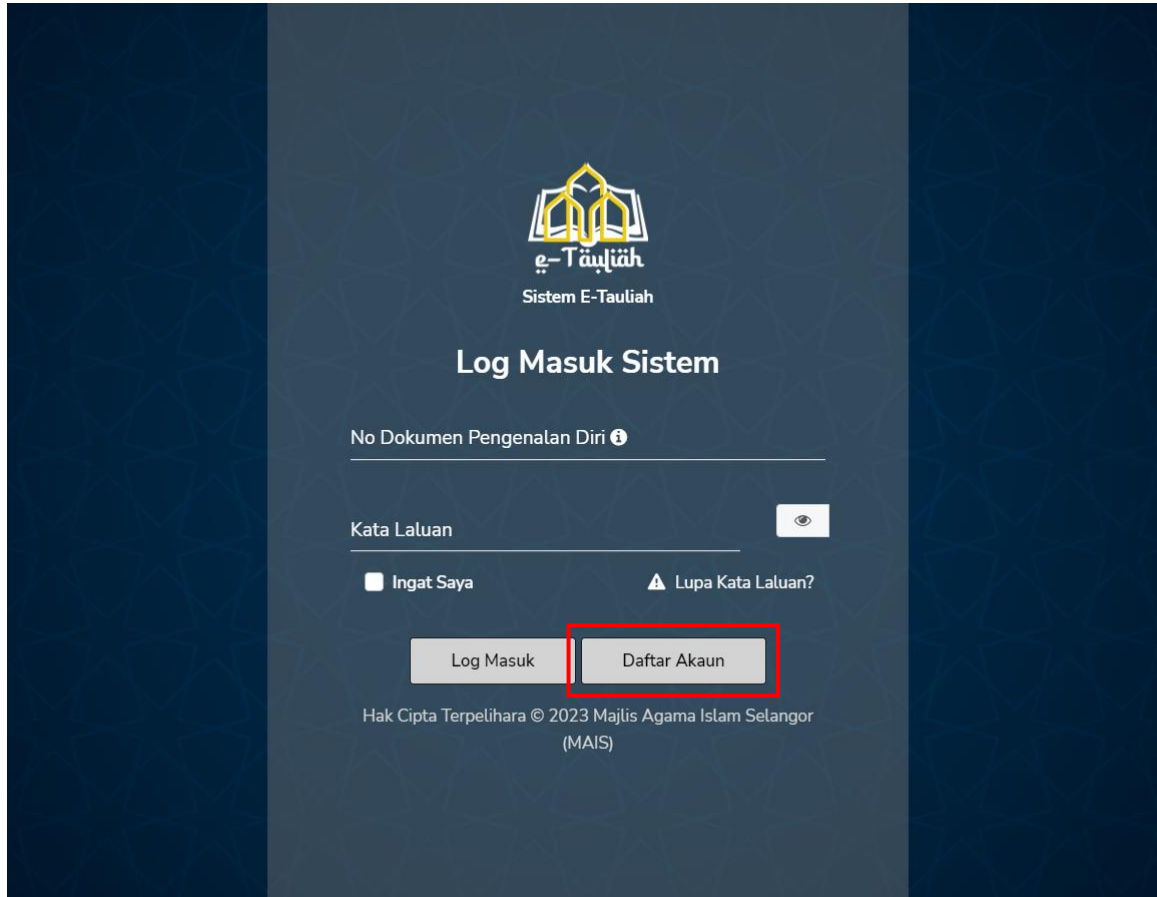 e-Tauliah
Sistem E-Tauliah
Log Masuk Sistem
No Dokumen Pengenalan Diri
Kata Laluan
Ingat Saya Lupa Kata Laluan?
Log Masuk Daftar Akaun
Hak Cipta Terpelihara © 2023 Majlis Agama Islam Selangor
(MAIS)